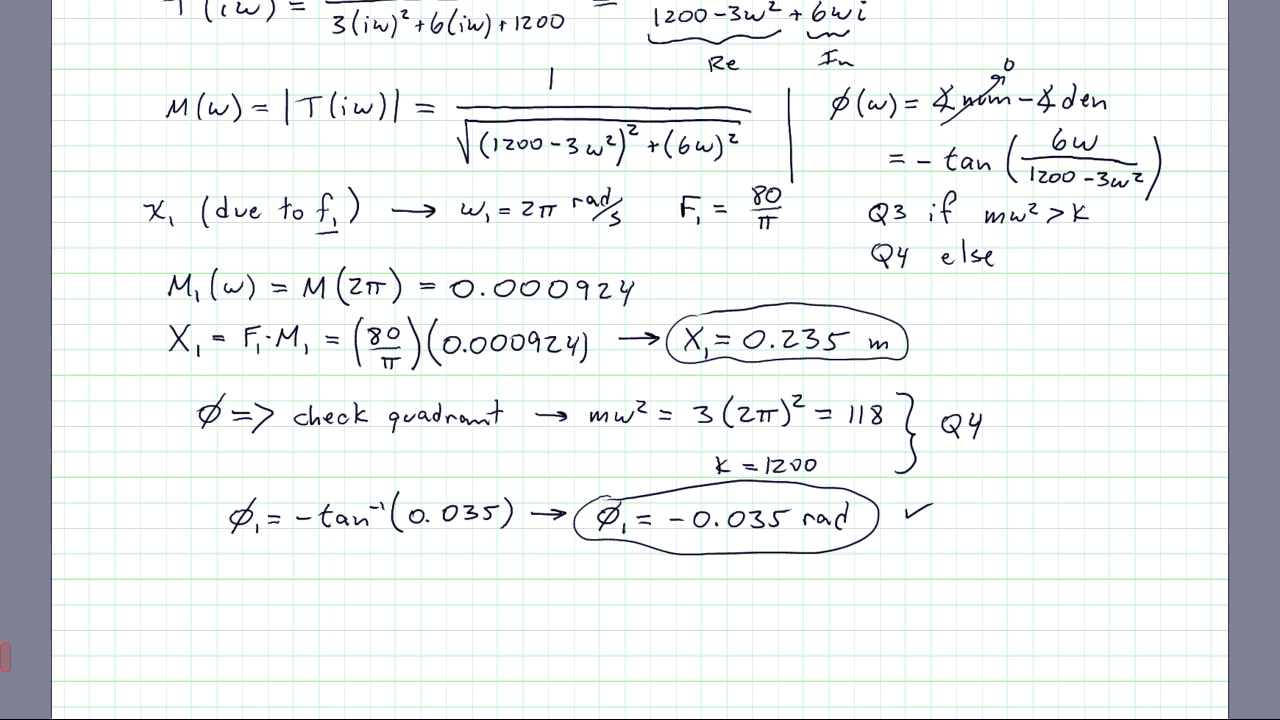 T(iω) = ‾‾‾/3(iω)²+6(iω)+1200 = ‾‾‾/1200-3ω² + 6ωi
Re Im
M(ω) = |T(iω)| = 1/√((1200-3ω²)²+(6ω)²)
ϕ(ω) = ∡num - ∡den
0
= - tan (6ω/1200-3ω²)
x₁ (due to f₁) → ω₁ = 2π rad/s F₁ = 80/π
Q3 if mω² > k
Q4 else
M₁(ω) = M(2π) = 0.000924
X₁ = F₁·M₁ = (80/π)(0.000924) → X₁ = 0.235 m
ϕ => check quadrant → mω² = 3(2π)² = 118 } Q4
k = 1200
ϕ₁ = -tan⁻¹(0.035) → ϕ₁ = -0.035 rad ✓